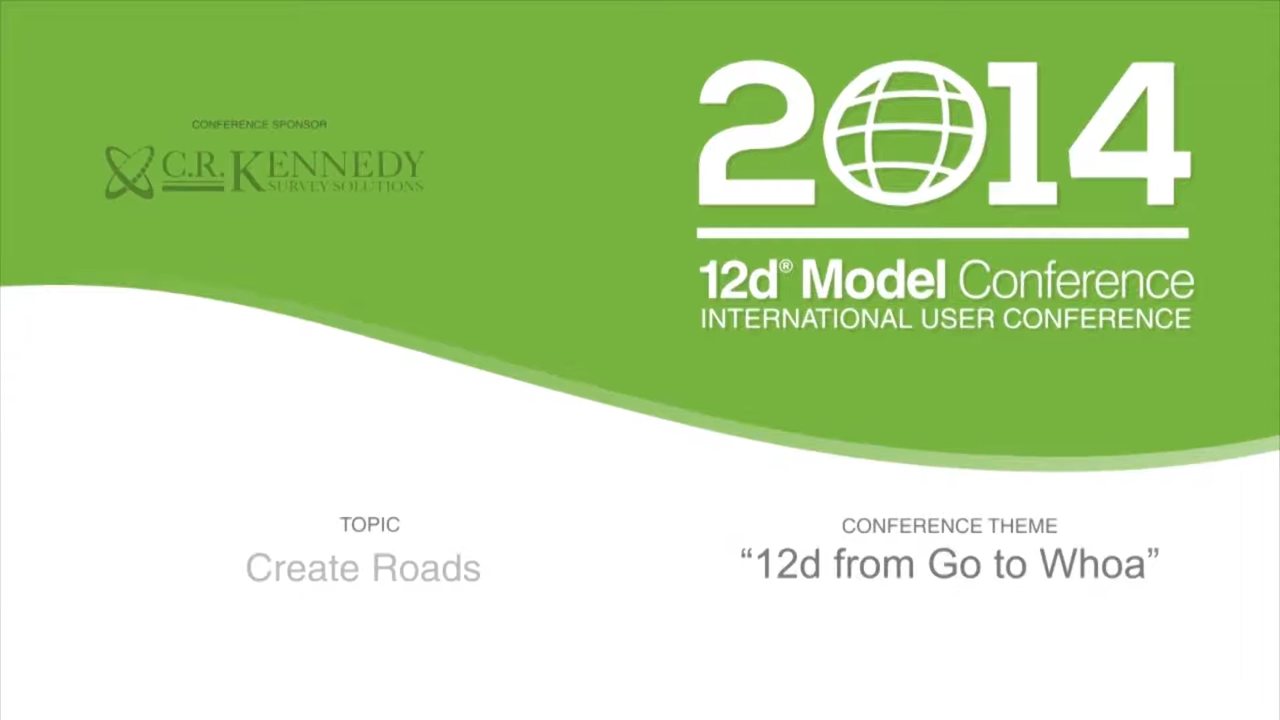 CONFERENCE SPONSOR
C.R. KENNEDY
SURVEY SOLUTIONS
2014
12d® Model Conference
INTERNATIONAL USER CONFERENCE
TOPIC
Create Roads
CONFERENCE THEME
“12d from Go to Whoa”